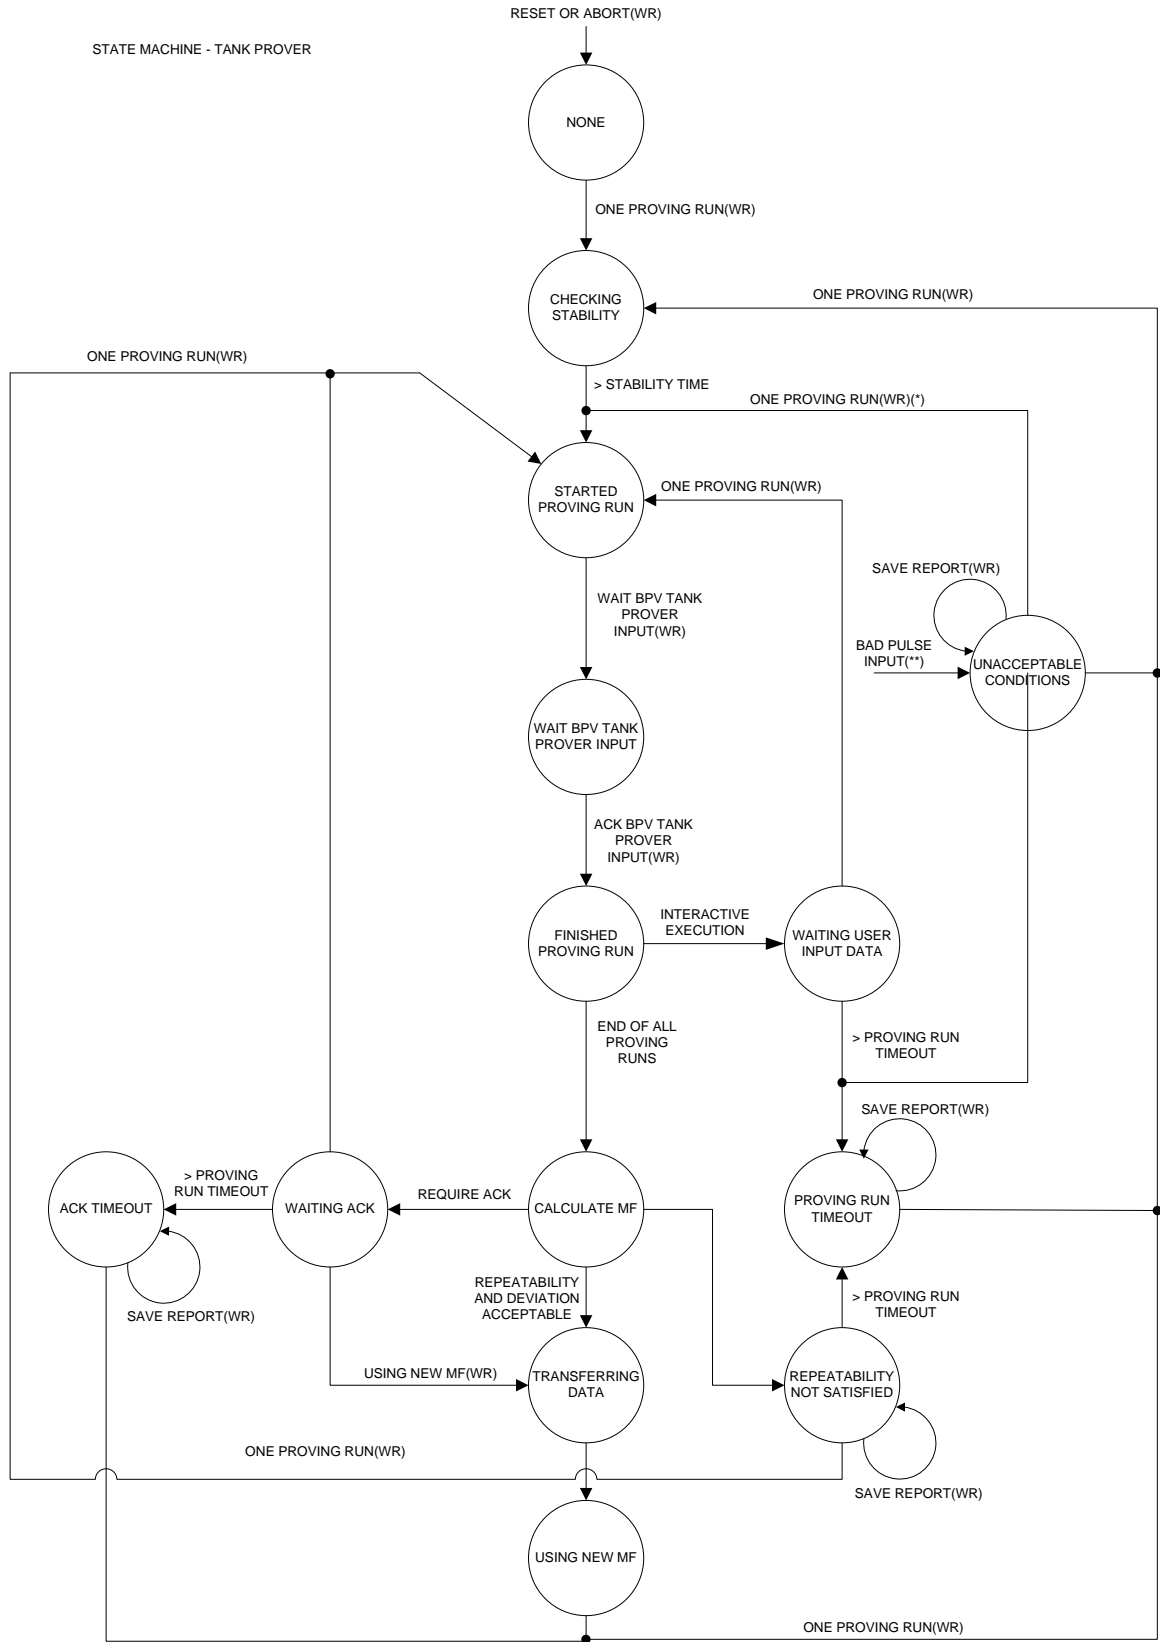 RESET OR ABORT(WR)
STATE MACHINE - TANK PROVER
NONE
ONE PROVING RUN(WR)
CHECKING
STABILITY
ONE PROVING RUN(WR)
ONE PROVING RUN(WR)
> STABILITY TIME
ONE PROVING RUN(WR)(*)
STARTED
PROVING RUN
ONE PROVING RUN(WR)
SAVE REPORT(WR)
WAIT BPV TANK
PROVER
INPUT(WR)
BAD PULSE
INPUT(**)
UNACCEPTABLE
CONDITIONS
WAIT BPV TANK
PROVER INPUT
ACK BPV TANK
PROVER
INPUT(WR)
FINISHED
PROVING RUN
INTERACTIVE
EXECUTION
WAITING USER
INPUT DATA
END OF ALL
PROVING
RUNS
> PROVING RUN
TIMEOUT
SAVE REPORT(WR)
ACK TIMEOUT
> PROVING
RUN TIMEOUT
WAITING ACK
REQUIRE ACK
CALCULATE MF
PROVING RUN
TIMEOUT
SAVE REPORT(WR)
REPEATABILITY
AND DEVIATION
ACCEPTABLE
> PROVING RUN
TIMEOUT
USING NEW MF(WR)
TRANSFERRING
DATA
REPEATABILITY
NOT SATISFIED
ONE PROVING RUN(WR)
SAVE REPORT(WR)
USING NEW MF
ONE PROVING RUN(WR)